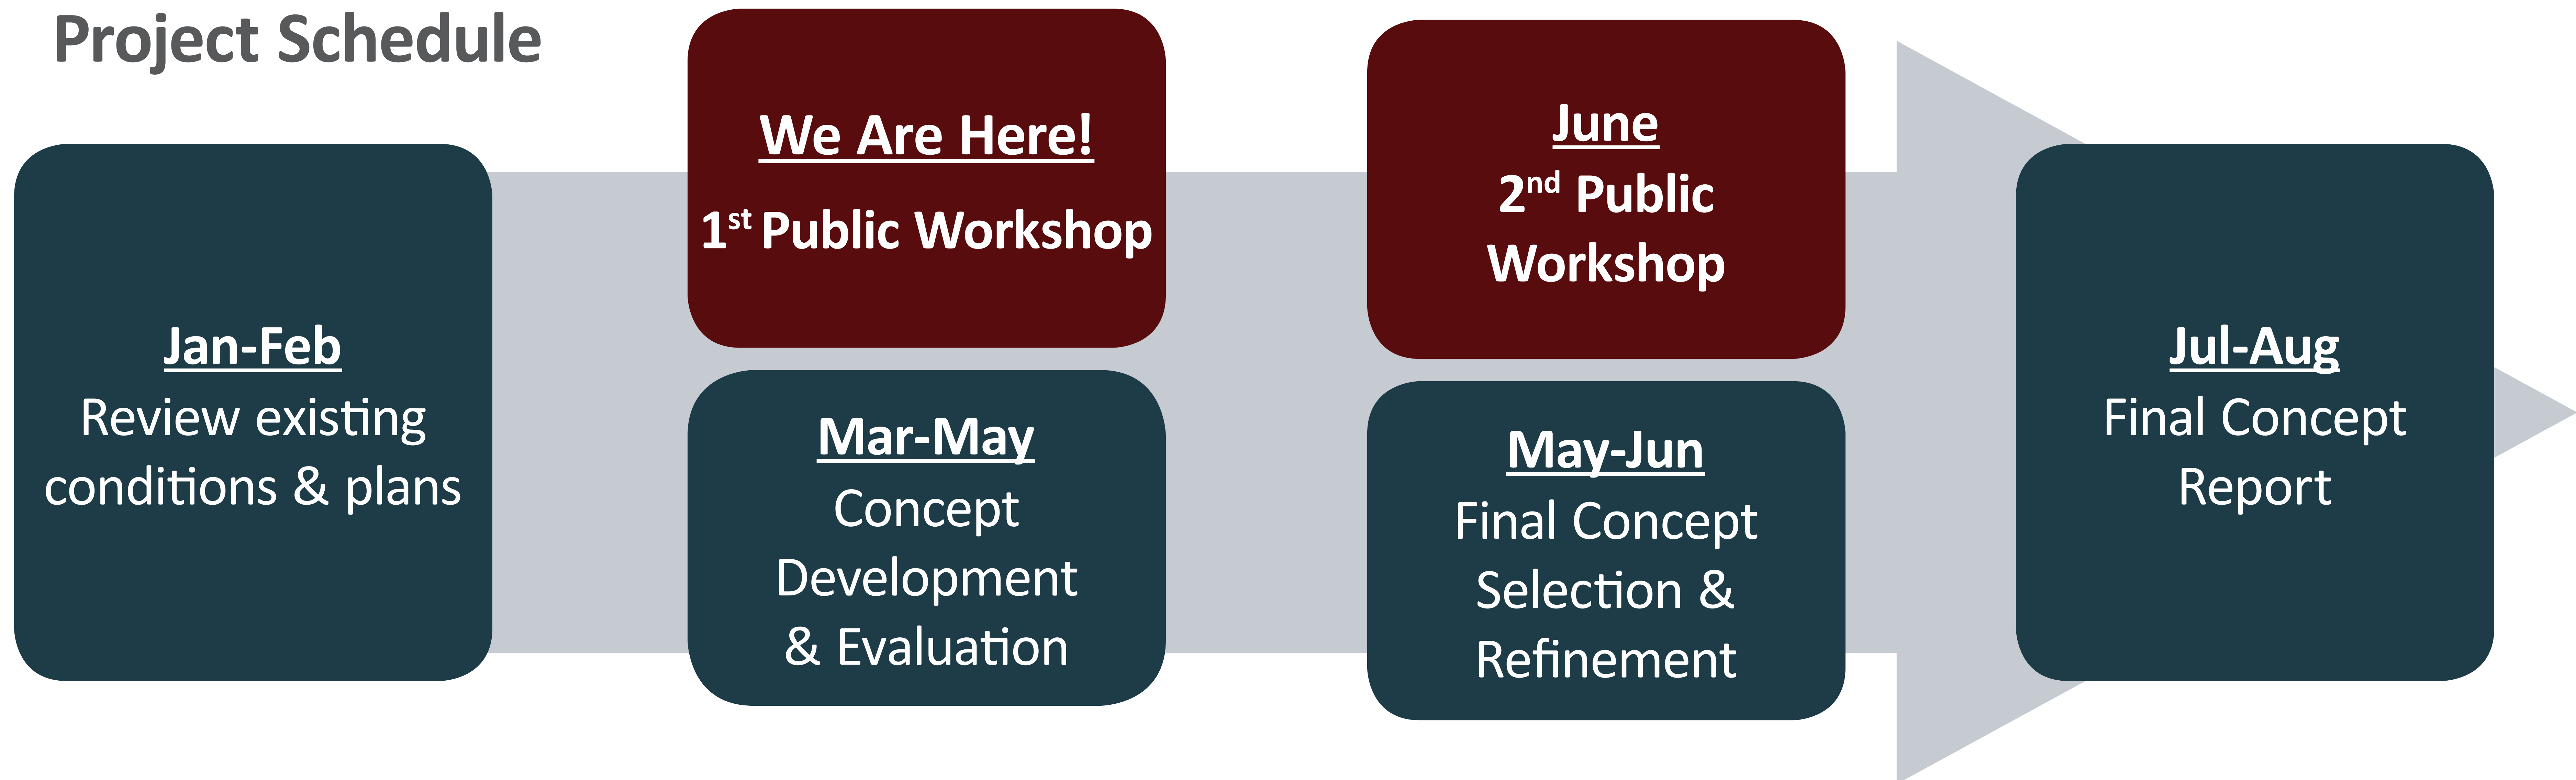 Project Schedule
Jan-Feb
Review existing
conditions & plans
We Are Here!
1st Public Workshop
Mar-May
Concept
Development
& Evaluation
June
2nd Public
Workshop
May-Jun
Final Concept
Selection &
Refinement
Jul-Aug
Final Concept
Report